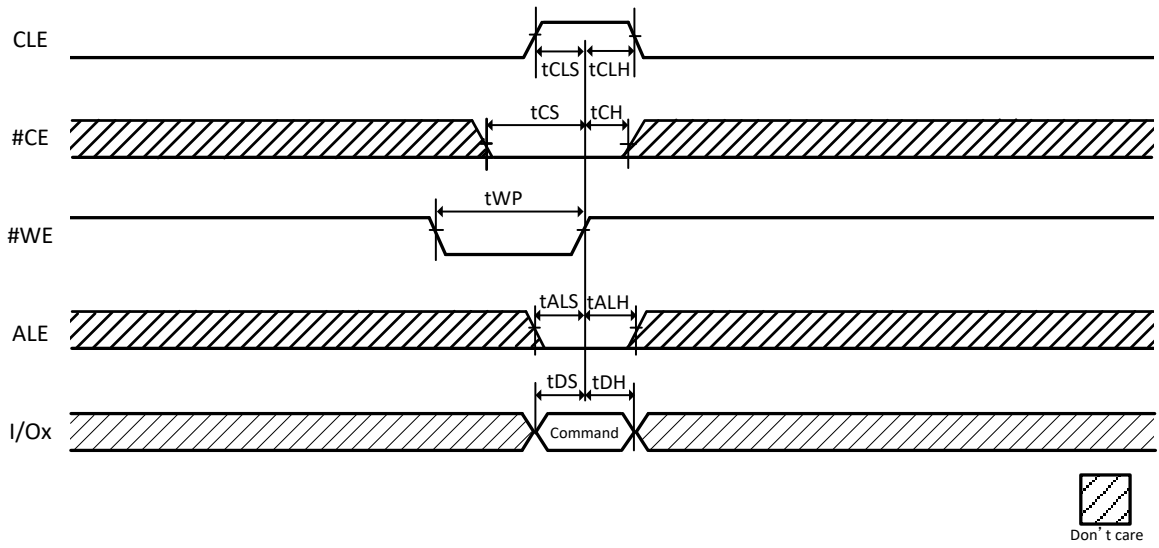 CLE
tCLS tCLH
#CE
tCS tCH
#WE
tWP
ALE
tALS tALH
I/Ox
tDS tDH
Command
Don’t care